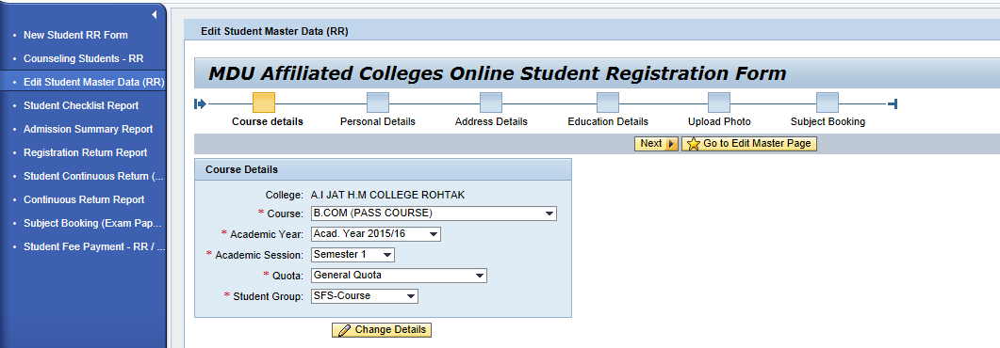 New Student RR Form
Counseling Students - RR
Edit Student Master Data (RR)
Student Checklist Report
Admission Summary Report
Registration Return Report
Student Continuous Return (...
Continuous Return Report
Subject Booking (Exam Pap...
Student Fee Payment - RR / ...
Edit Student Master Data (RR)
MDU Affiliated Colleges Online Student Registration Form
Course details
Personal Details
Address Details
Education Details
Upload Photo
Subject Booking
Next
Go to Edit Master Page
Course Details
College: A.I JAT H.M COLLEGE ROHTAK
* Course: B.COM (PASS COURSE)
* Academic Year: Acad. Year 2015/16
* Academic Session: Semester 1
* Quota: General Quota
* Student Group: SFS-Course
Change Details